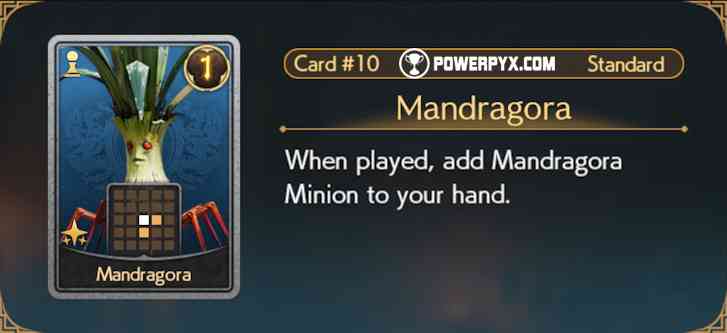 1
Mandragora
Card #10 POWERPYX.COM Standard
Mandragora
When played, add Mandragora
Minion to your hand.